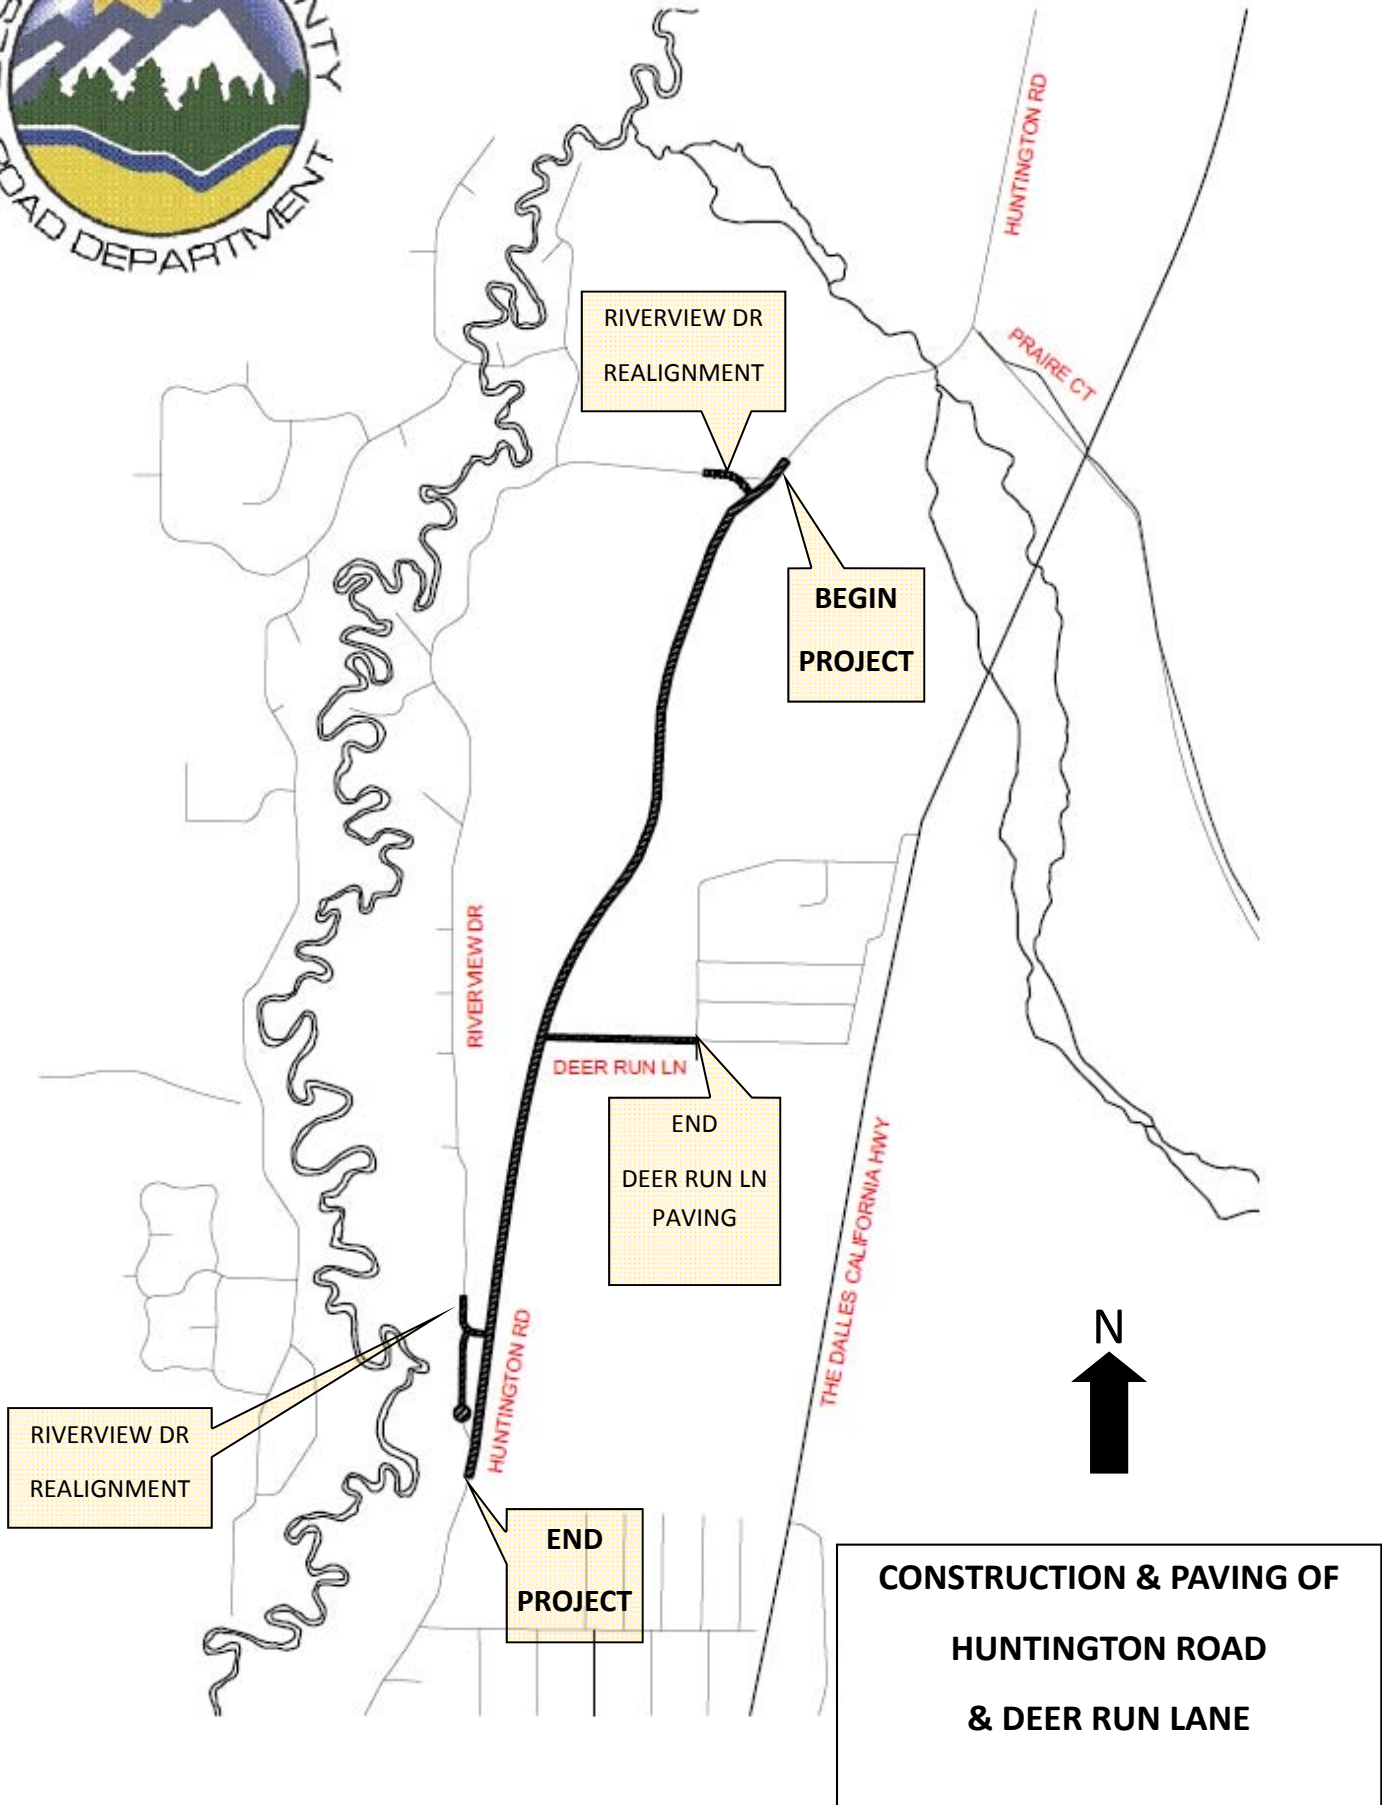 NTY
ROAD DEPARTMENT
HUNTINGTON RD
RIVERVIEW DR
REALIGNMENT
PRAIRE CT
BEGIN
PROJECT
RIVERVIEW DR
DEER RUN LN
END
DEER RUN LN
PAVING
THE DALLES CALIFORNIA HWY
N
HUNTINGTON RD
RIVERVIEW DR
REALIGNMENT
END
PROJECT
CONSTRUCTION & PAVING OF
HUNTINGTON ROAD
& DEER RUN LANE